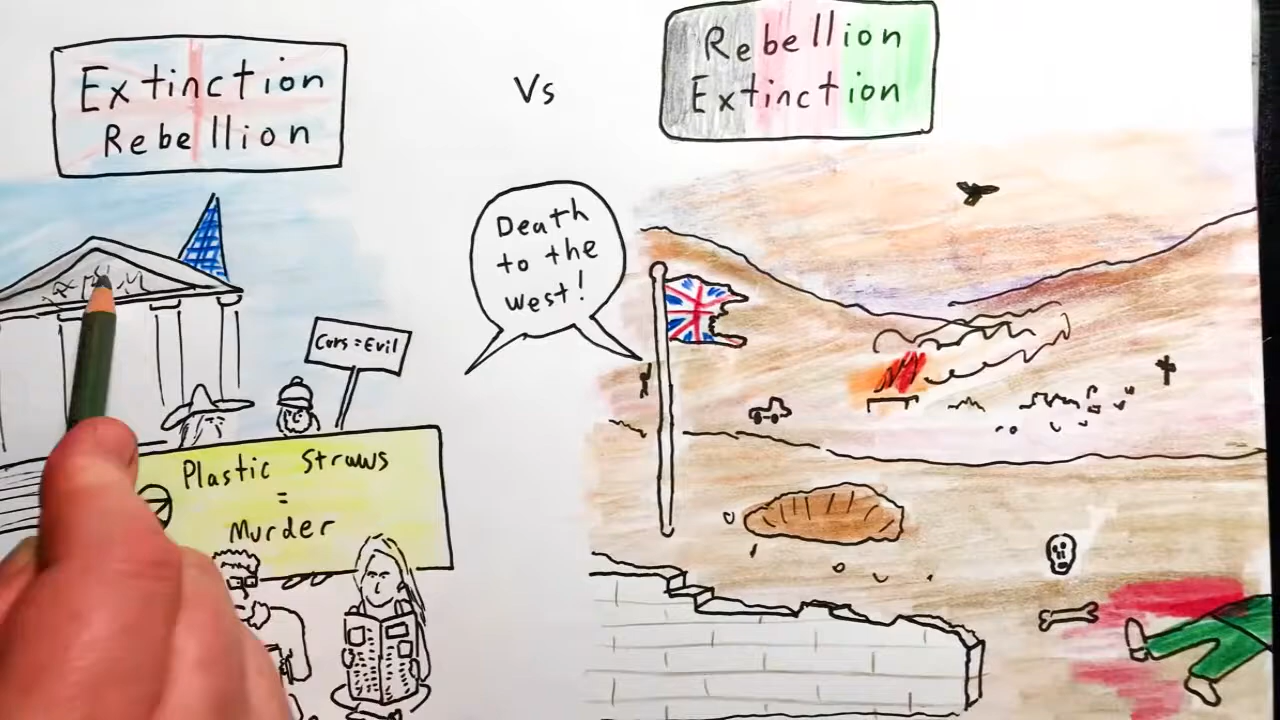 Extinction
Rebellion
Vs
Rebellion
Extinction
Death
to the
west!
Cars = Evil
Plastic Straws
=
Murder